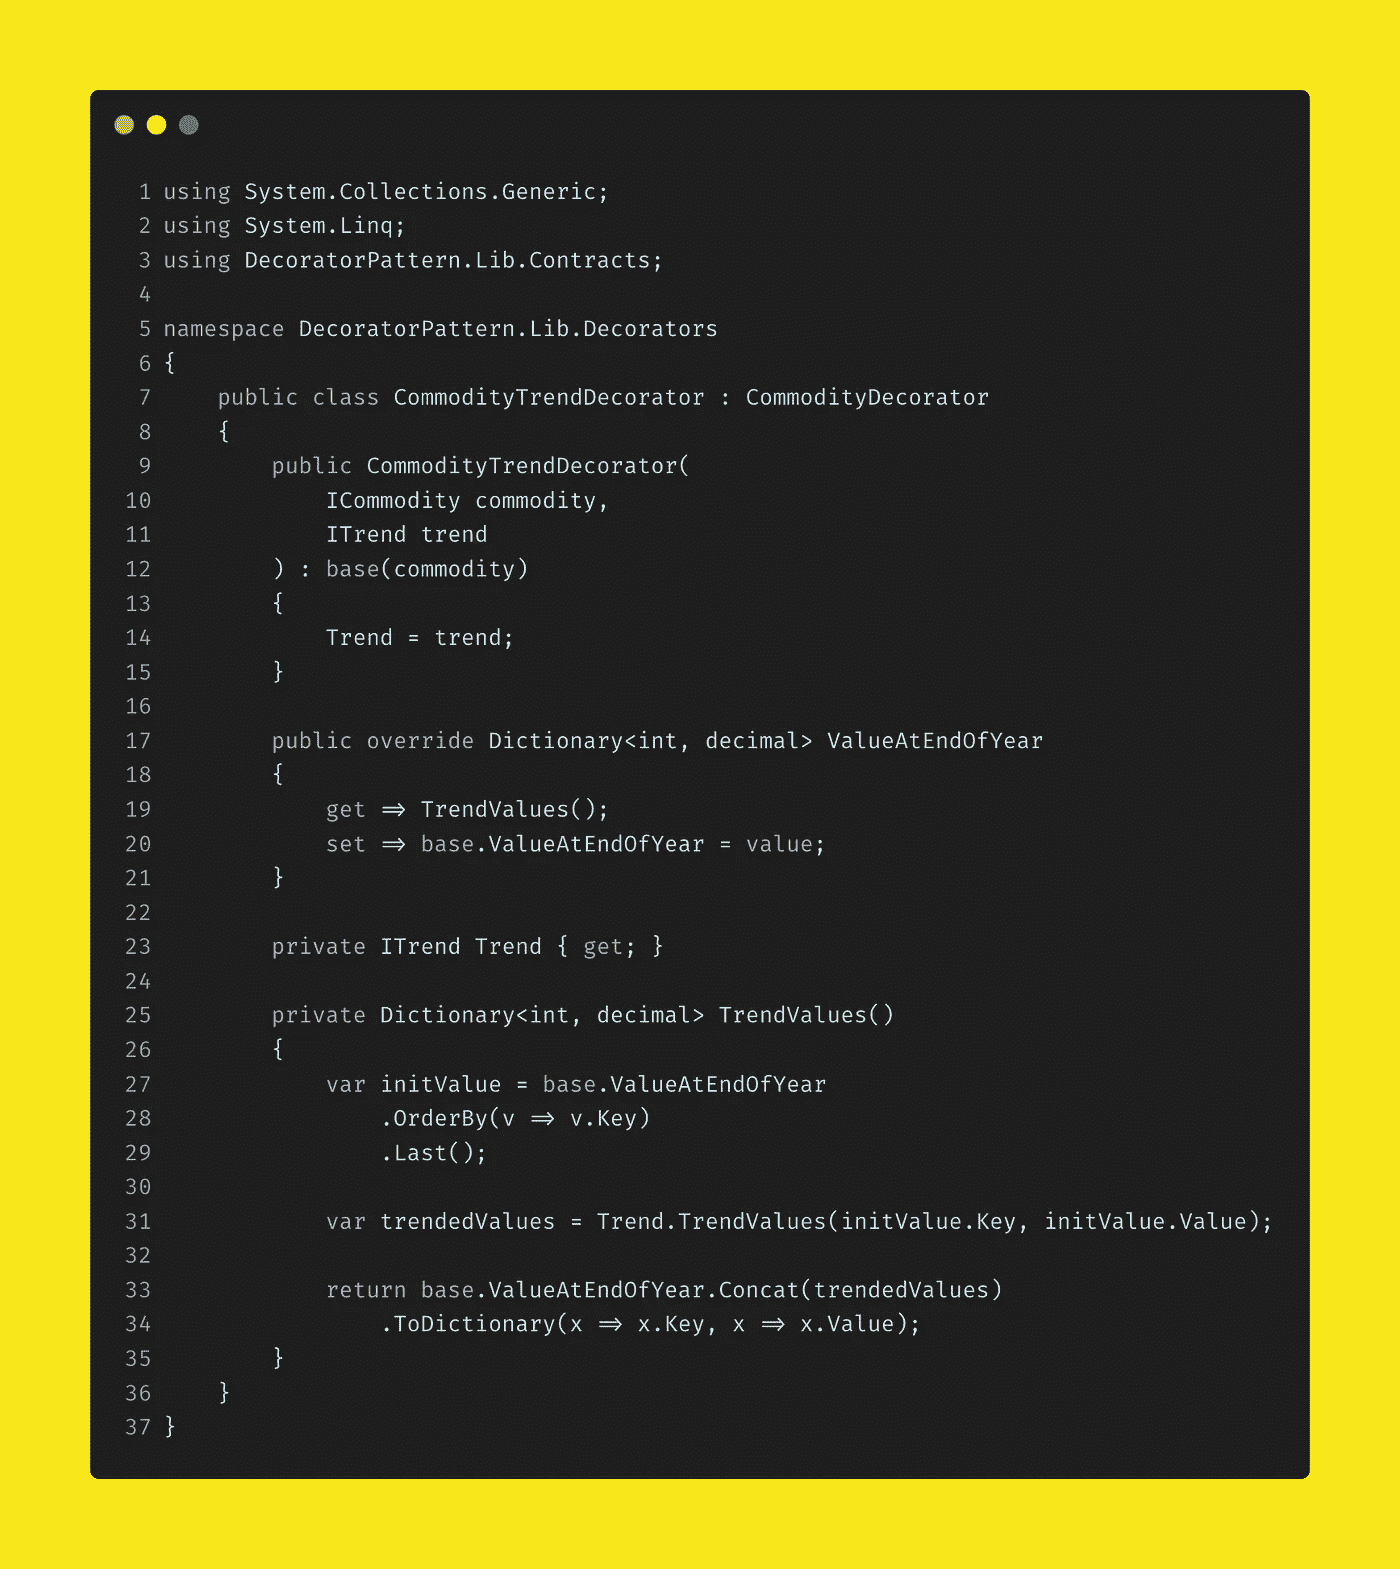 1 using System.Collections.Generic;
2 using System.Linq;
3 using DecoratorPattern.Lib.Contracts;
4
5 namespace DecoratorPattern.Lib.Decorators
6 {
7     public class CommodityTrendDecorator : CommodityDecorator
8     {
9         public CommodityTrendDecorator(
10             ICommodity commodity,
11             ITrend trend
12         ) : base(commodity)
13         {
14             Trend = trend;
15         }
16
17         public override Dictionary<int, decimal> ValueAtEndOfYear
18         {
19             get => TrendValues();
20             set => base.ValueAtEndOfYear = value;
21         }
22
23         private ITrend Trend { get; }
24
25         private Dictionary<int, decimal> TrendValues()
26         {
27             var initValue = base.ValueAtEndOfYear
28                 .OrderBy(v => v.Key)
29                 .Last();
30
31             var trendedValues = Trend.TrendValues(initValue.Key, initValue.Value);
32
33             return base.ValueAtEndOfYear.Concat(trendedValues)
34                 .ToDictionary(x => x.Key, x => x.Value);
35         }
36     }
37 }